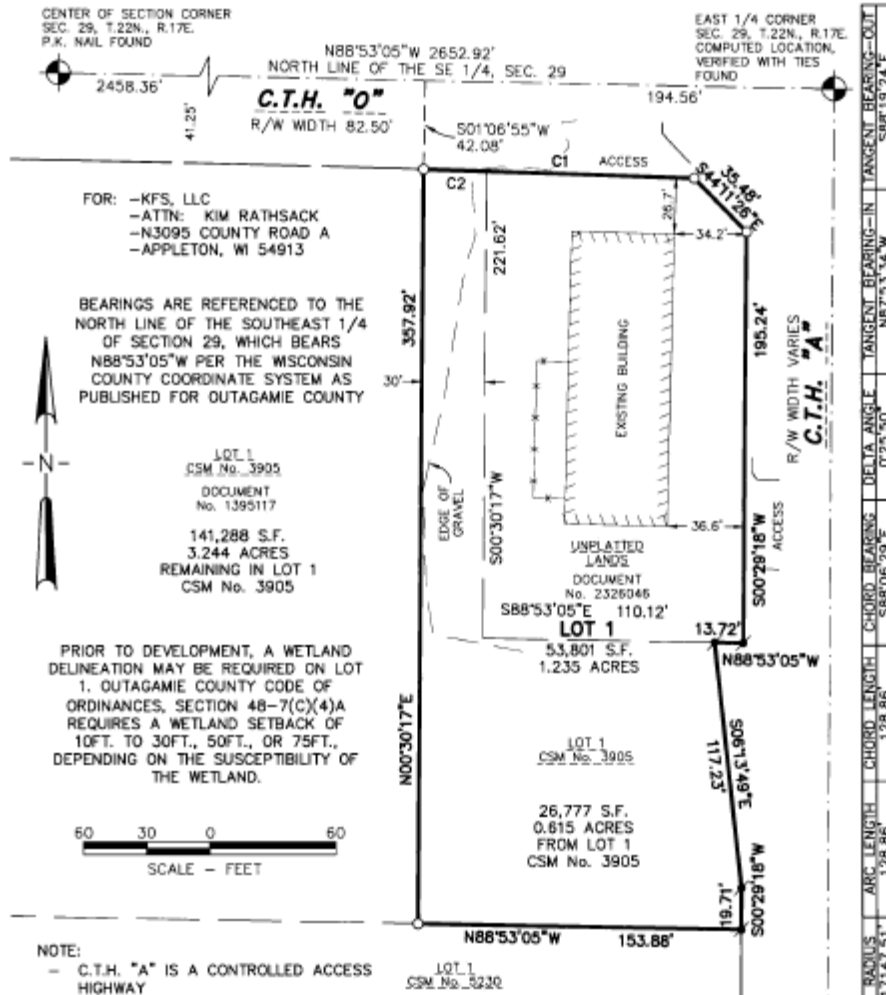 CENTER OF SECTION CORNER
SEC. 29, T.22N., R.17E.
P.K. NAIL FOUND
EAST 1/4 CORNER
SEC. 29, T.22N., R.17E.
COMPUTED LOCATION,
VERIFIED WITH TIES
FOUND
N88°53'05"W 2652.92'
NORTH LINE OF THE SE 1/4, SEC. 29
2458.36'
194.56'
C.T.H. "O"
R/W WIDTH 82.50'
41.25'
S01°06'55"W
42.08'
C1
ACCESS
C2
35.48'
S44°11'26"E
FOR: -KFS, LLC
-ATTN: KIM RATHSACK
-N3095 COUNTY ROAD A
-APPLETON, WI 54913
26.7'
34.2'
221.62'
357.92'
195.24'
BEARINGS ARE REFERENCED TO THE
NORTH LINE OF THE SOUTHEAST 1/4
OF SECTION 29, WHICH BEARS
N88°53'05"W PER THE WISCONSIN
COUNTY COORDINATE SYSTEM AS
PUBLISHED FOR OUTAGAMIE COUNTY
30'
EXISTING BUILDING
R/W WIDTH VARIES
C.T.H. "A"
-N-
LOT 1
CSM No. 3905
DOCUMENT
No. 1395117
141,288 S.F.
3.244 ACRES
REMAINING IN LOT 1
CSM No. 3905
EDGE OF
GRAVEL
S00°30'17"W
36.6'
S00°29'18"W
ACCESS
UNPLATTED
LANDS
DOCUMENT
No. 2326046
S88°53'05"E 110.12'
LOT 1
53,801 S.F.
1.235 ACRES
13.72'
N88°53'05"W
PRIOR TO DEVELOPMENT, A WETLAND
DELINEATION MAY BE REQUIRED ON LOT
1. OUTAGAMIE COUNTY CODE OF
ORDINANCES, SECTION 48-7(C)(4)A
REQUIRES A WETLAND SETBACK OF
10FT. TO 30FT., 50FT., OR 75FT.,
DEPENDING ON THE SUSCEPTIBILITY OF
THE WETLAND.
N00°30'17"E
LOT 1
CSM No. 3905
26,777 S.F.
0.615 ACRES
FROM LOT 1
CSM No. 3905
S06°13'49"E
117.23'
60 30 0 60
SCALE - FEET
19.71'
S00°29'18"W
N88°53'05"W 153.88'
NOTE:
- C.T.H. "A" IS A CONTROLLED ACCESS
HIGHWAY
LOT 1
CSM No. 5230
TANGENT BEARING-OUT
TANGENT BEARING-IN
DELTA ANGLE
0°25'50"
CHORD BEARING
S88°06'29"E
CHORD LENGTH
128.86'
ARC LENGTH
128.86'
RADIUS